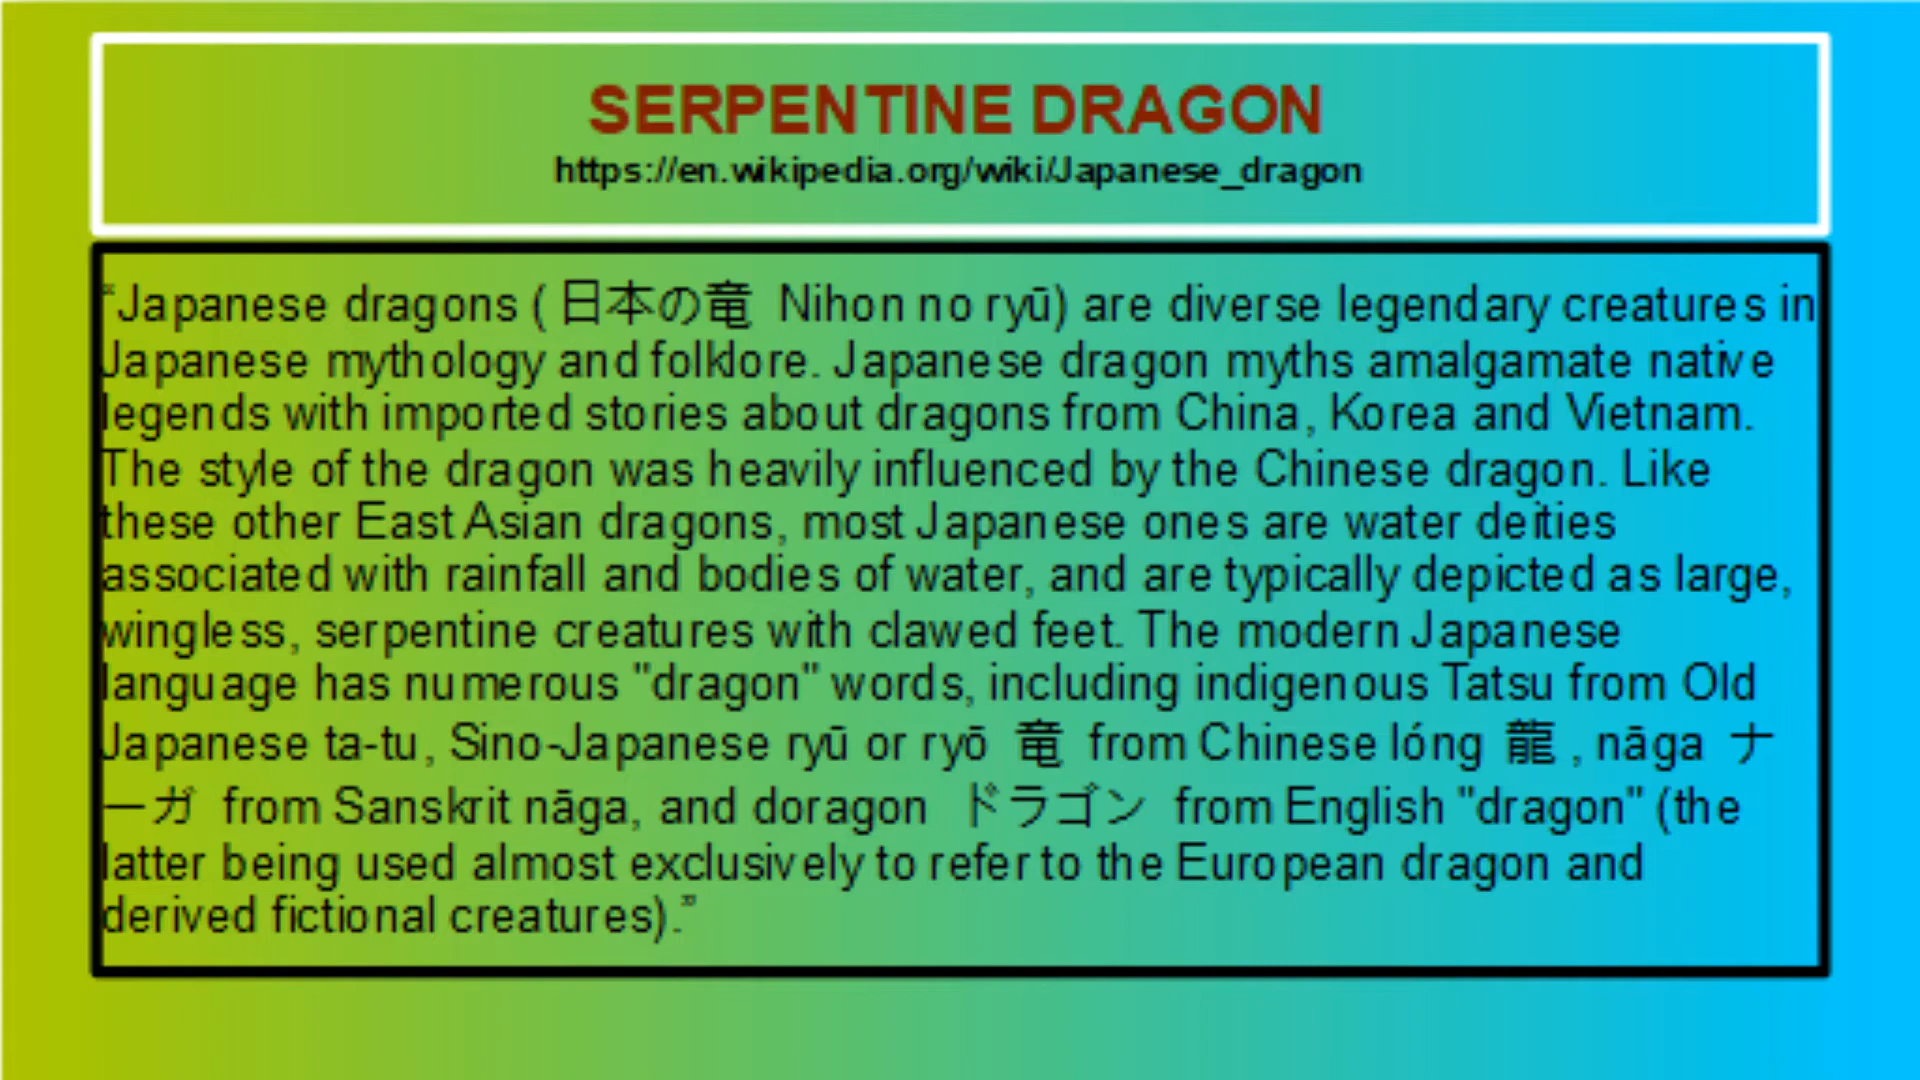 SERPENTINE DRAGON
https://en.wikipedia.org/wiki/Japanese_dragon
“Japanese dragons ( 日本の竜 Nihon no ryū) are diverse legendary creatures in
Japanese mythology and folklore. Japanese dragon myths amalgamate native
legends with imported stories about dragons from China, Korea and Vietnam.
The style of the dragon was heavily influenced by the Chinese dragon. Like
these other East Asian dragons, most Japanese ones are water deities
associated with rainfall and bodies of water, and are typically depicted as large,
wingless, serpentine creatures with clawed feet. The modern Japanese
language has numerous "dragon" words, including indigenous Tatsu from Old
Japanese ta-tu, Sino-Japanese ryū or ryō 竜 from Chinese lóng 龍 , nāga ナ
ーガ from Sanskrit nāga, and doragon ドラゴン from English "dragon" (the
latter being used almost exclusively to refer to the European dragon and
derived fictional creatures).”